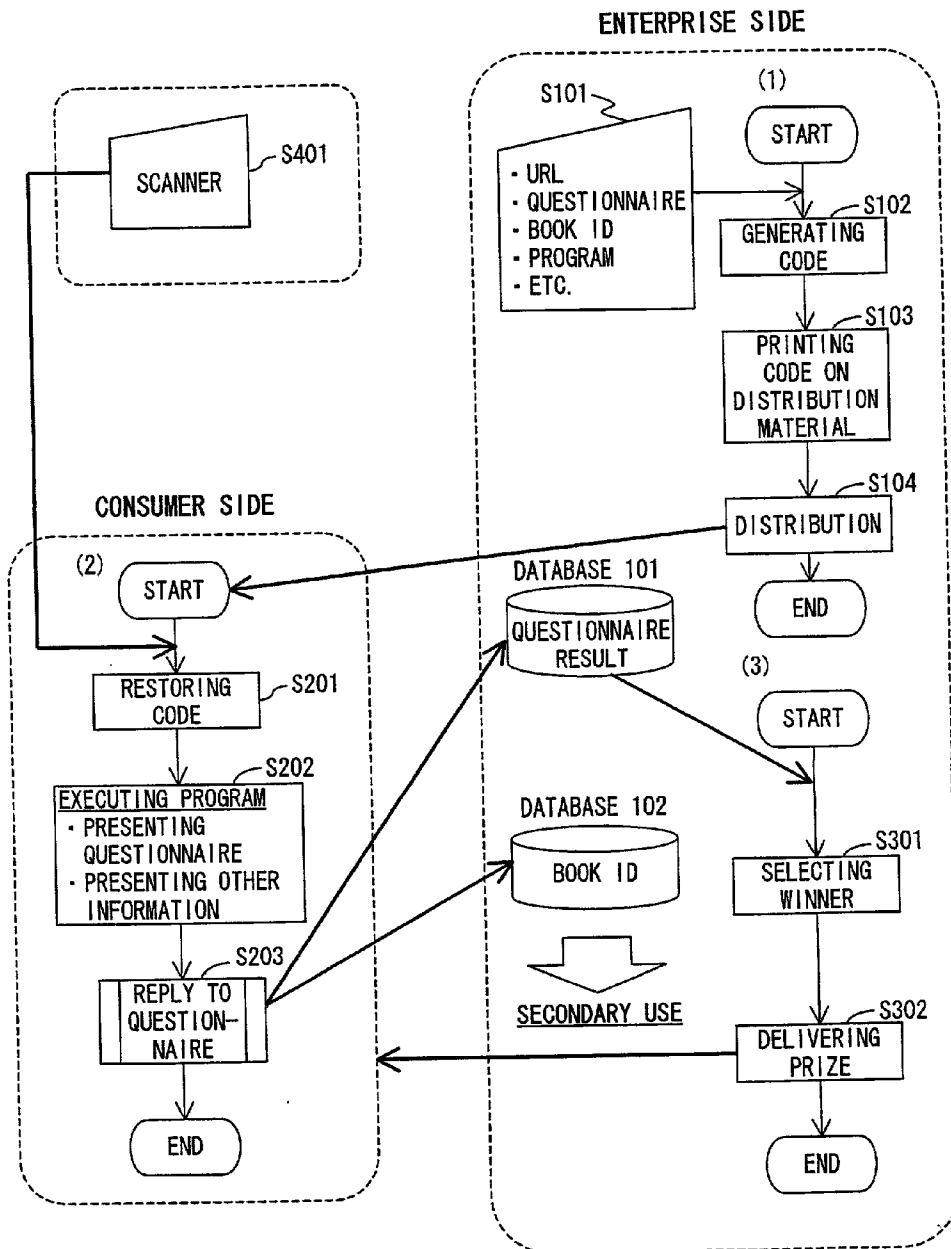 ENTERPRISE SIDE
S401
SCANNER
S101
· URL
· QUESTIONNAIRE
· BOOK ID
· PROGRAM
· ETC.
(1)
START
S102
GENERATING
CODE
S103
PRINTING
CODE ON
DISTRIBUTION
MATERIAL
S104
DISTRIBUTION
END
CONSUMER SIDE
(2)
START
S201
RESTORING
CODE
S202
EXECUTING PROGRAM
· PRESENTING
QUESTIONNAIRE
· PRESENTING OTHER
INFORMATION
S203
REPLY TO
QUESTION-
NAIRE
END
DATABASE 101
QUESTIONNAIRE
RESULT
DATABASE 102
BOOK ID
SECONDARY USE
(3)
START
S301
SELECTING
WINNER
S302
DELIVERING
PRIZE
END